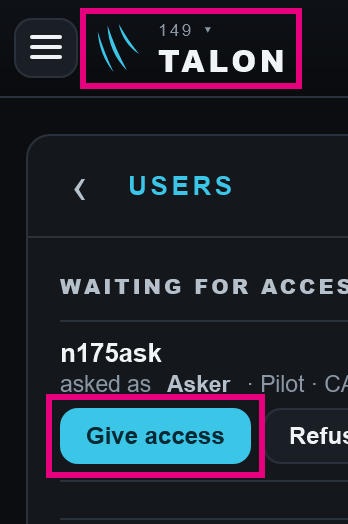 149 ▾
TALON
‹ USERS
WAITING FOR ACCES
n175ask
asked as Asker · Pilot · CA
Give access
Refus